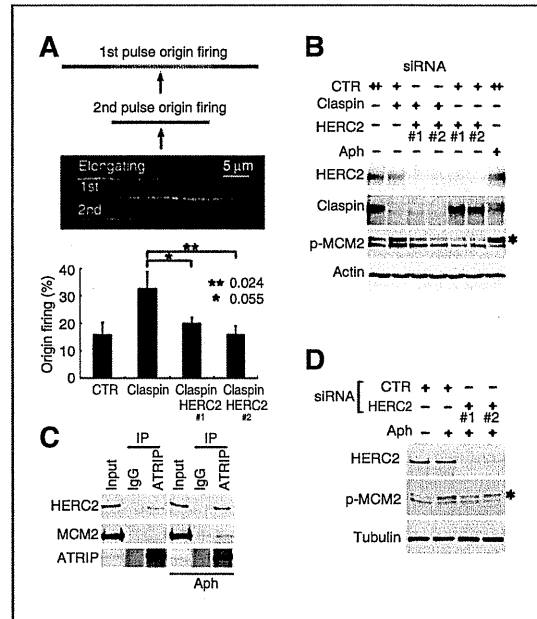 A
1st pulse origin firing
2nd pulse origin firing
Elongating 5 µm
1st
2nd
** 
*
** 0.024
* 0.055
Origin firing (%)
40
30
20
10
0
CTR Claspin Claspin HERC2 #1 Claspin HERC2 #2
B
siRNA
CTR ++ + + + + + ++
Claspin - + + + - - -
HERC2 - - + + + + -
#1 #2 #1 #2
Aph - - - - - - +
HERC2
Claspin
p-MCM2 *
Actin
C
IP IP
Input IgG ATRIP Input IgG ATRIP
HERC2
MCM2
ATRIP
Aph
D
siRNA
CTR + + - -
HERC2 - - + +
#1 #2
Aph - + + +
HERC2
p-MCM2 *
Tubulin